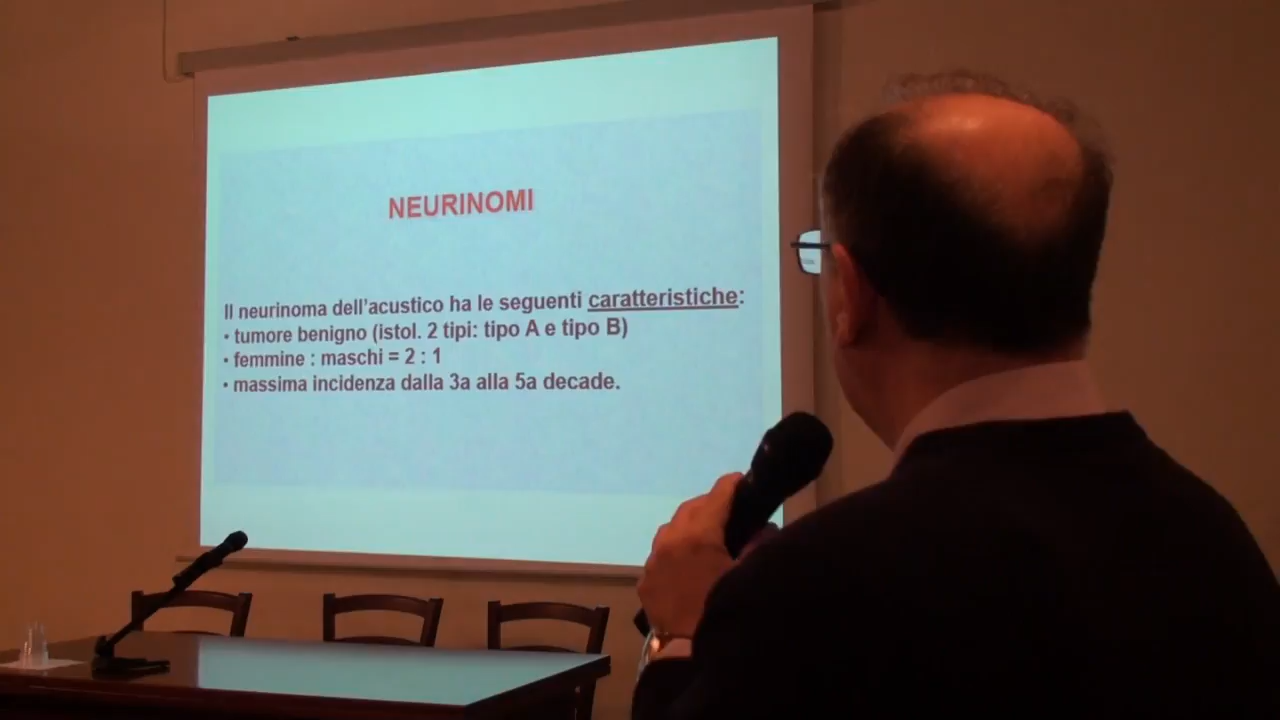 NEURINOMI
Il neurinoma dell'acustico ha le seguenti caratteristiche:
• tumore benigno (istol. 2 tipi: tipo A e tipo B)
• femmine : maschi = 2 : 1
• massima incidenza dalla 3a alla 5a decade.